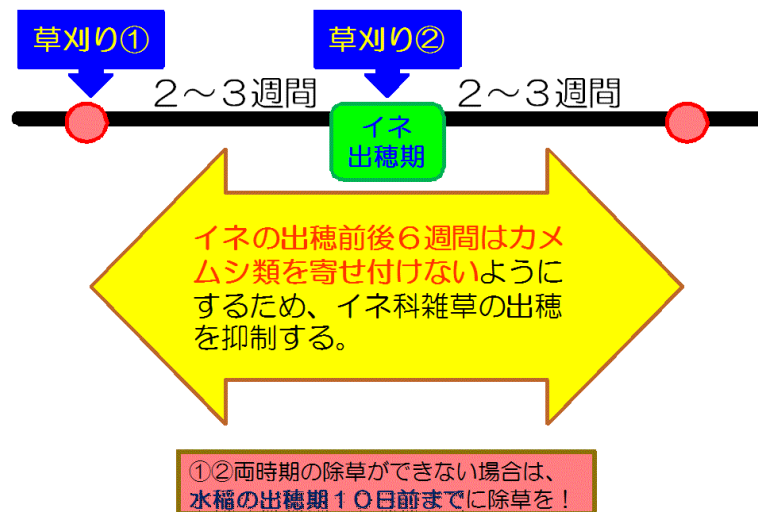 草刈り①
草刈り②
２～３週間
２～３週間
イネ
出穂期
イネの出穂前後６週間はカメ
ムシ類を寄せ付けないように
するため、イネ科雑草の出穂
を抑制する。
①②両時期の除草ができない場合は、
水稲の出穂期１０日前までに除草を！